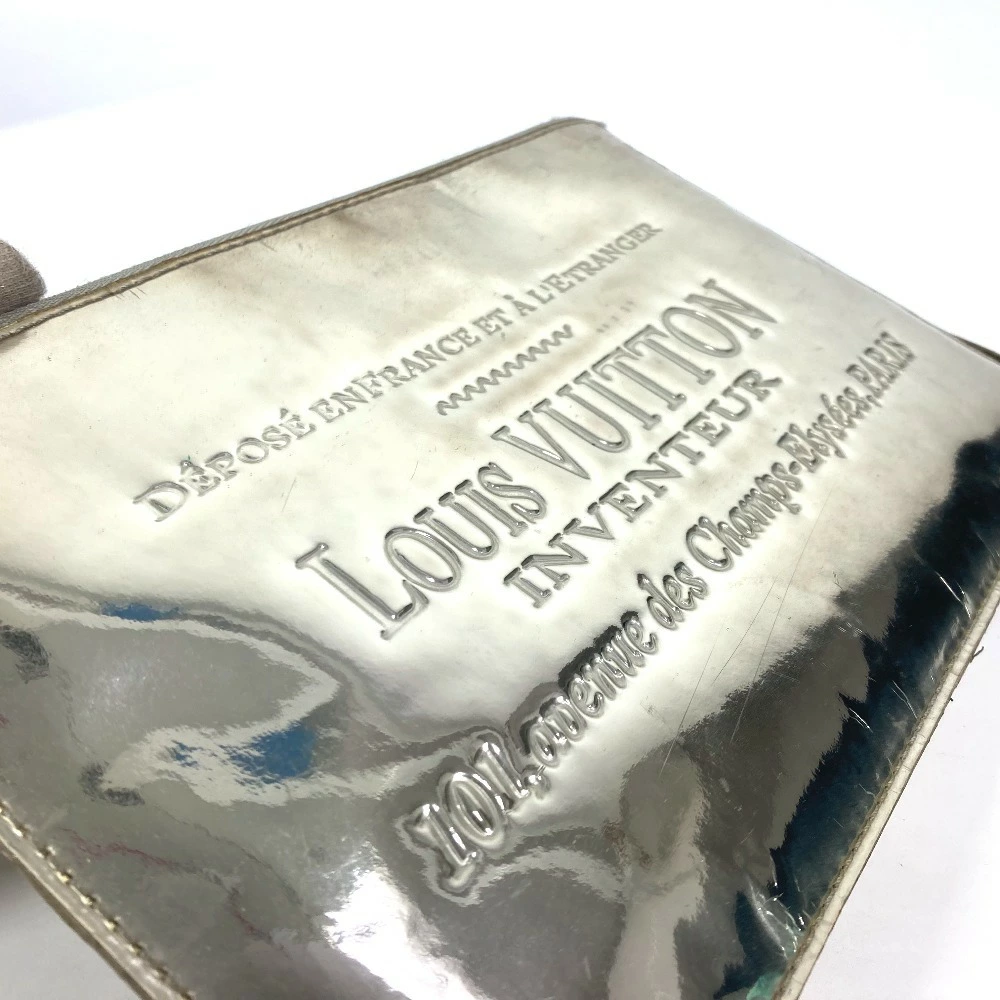 DÉPOSÉ EN FRANCE ET À L'ETRANGER
LOUIS VUITTON
INVENTEUR
101, avenue des Champs-Elysées, PARIS